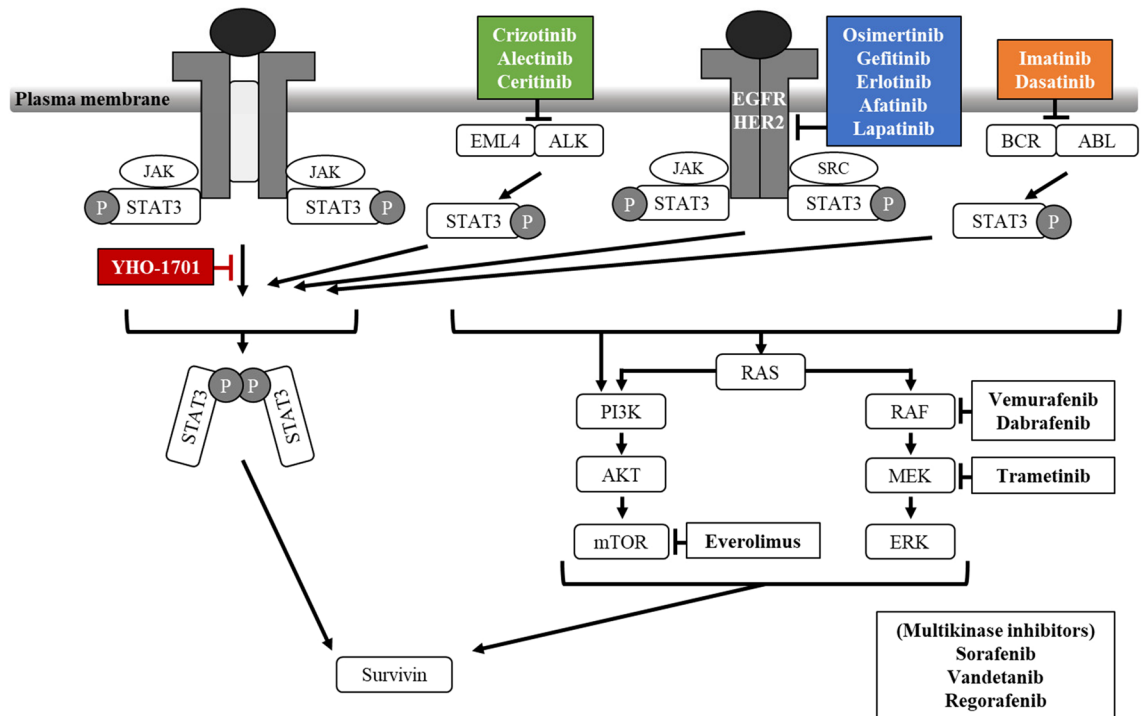 Crizotinib
Alectinib
Ceritinib
Osimertinib
Gefitinib
Erlotinib
Afatinib
Lapatinib
Imatinib
Dasatinib
Plasma membrane
EGFR
HER2
EML4
ALK
BCR
ABL
JAK
JAK
JAK
SRC
P
STAT3
STAT3
P
STAT3
P
P
STAT3
STAT3
P
STAT3
P
YHO-1701
P
P
STAT3
STAT3
RAS
PI3K
RAF
Vemurafenib
Dabrafenib
AKT
MEK
Trametinib
mTOR
Everolimus
ERK
(Multikinase inhibitors)
Sorafenib
Vandetanib
Regorafenib
Survivin